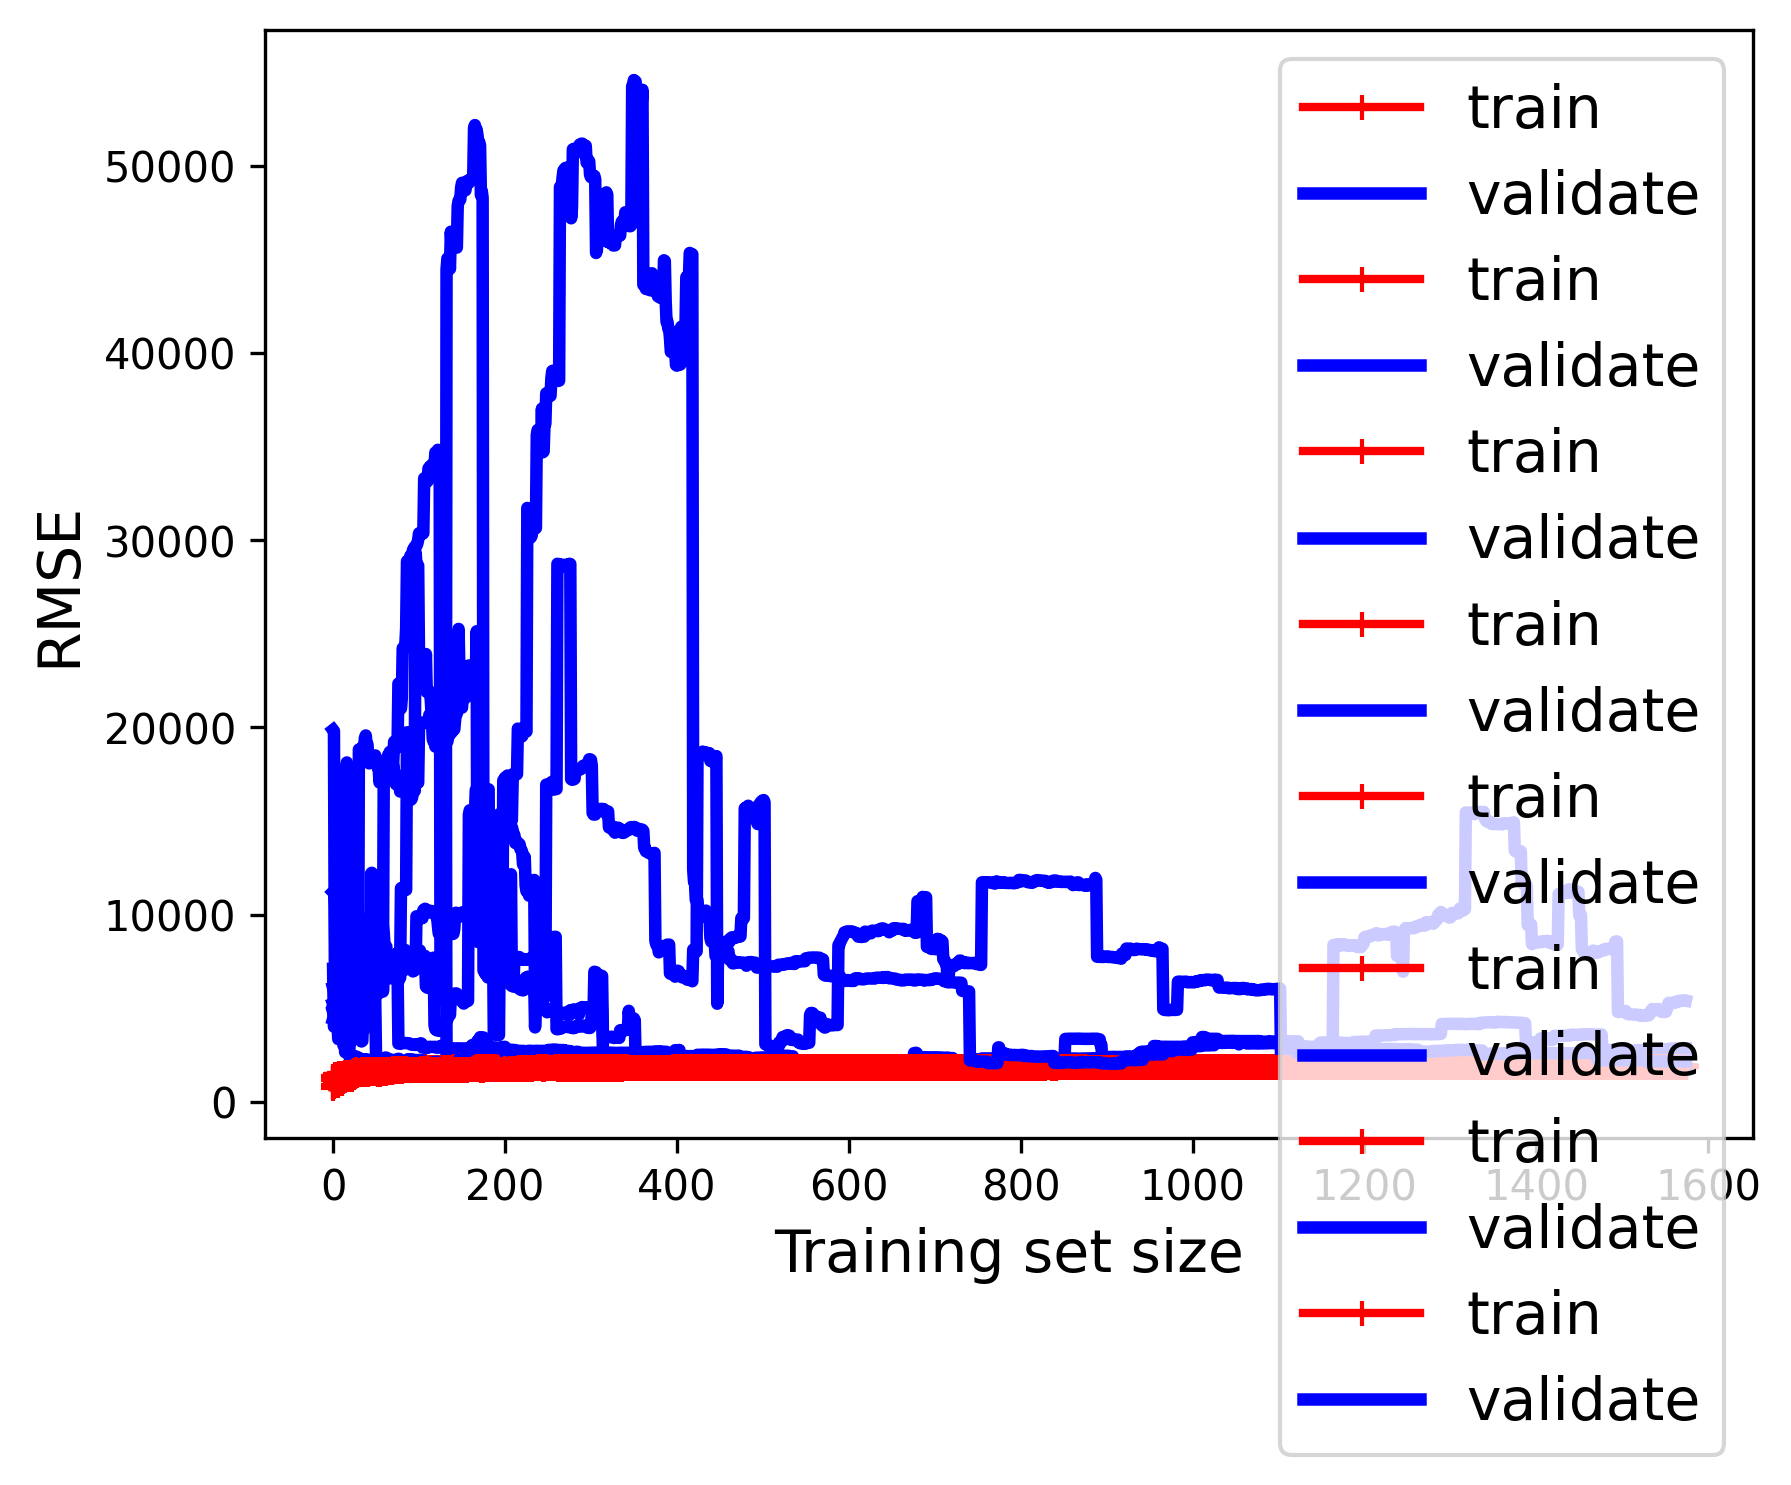 50000
40000
30000
20000
10000
0
RMSE
0 200 400 600 800 1000 1200 1400 1600
Training set size
train
validate
train
validate
train
validate
train
validate
train
validate
train
validate
train
validate
train
validate